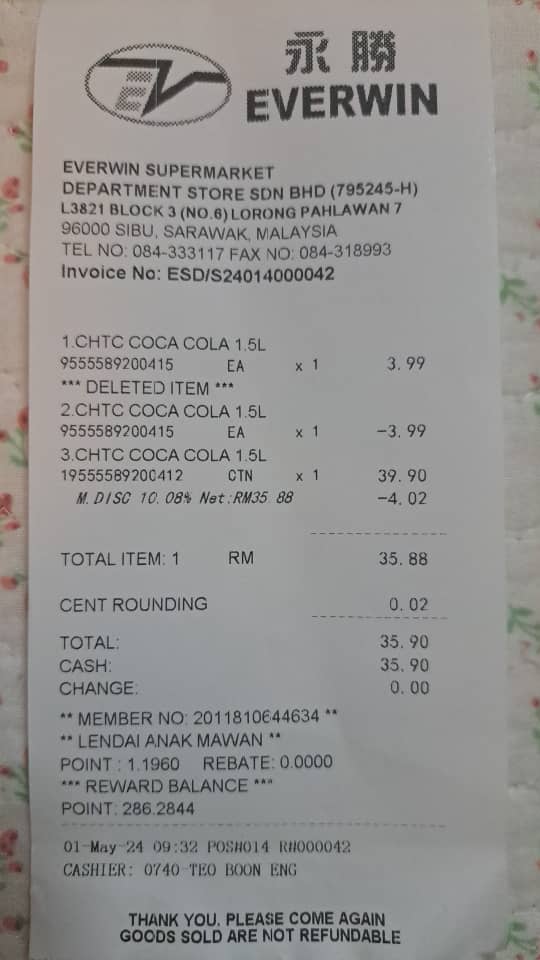 永勝
EV EVERWIN
EVERWIN SUPERMARKET
DEPARTMENT STORE SDN BHD (795245-H)
L3821 BLOCK 3 (NO.6) LORONG PAHLAWAN 7
96000 SIBU, SARAWAK, MALAYSIA
TEL NO: 084-333117 FAX NO: 084-318993
Invoice No: ESD/S24014000042
1.CHTC COCA COLA 1.5L
9555589200415 EA x 1 3.99
*** DELETED ITEM ***
2.CHTC COCA COLA 1.5L
9555589200415 EA x 1 -3.99
3.CHTC COCA COLA 1.5L
19555589200412 CTN x 1 39.90
M.DISC 10.08% Net:RM35.88 -4.02
TOTAL ITEM: 1 RM 35.88
CENT ROUNDING 0.02
TOTAL: 35.90
CASH: 35.90
CHANGE: 0.00
** MEMBER NO: 2011810644634 **
** LENDAI ANAK MAWAN **
POINT : 1.1960 REBATE: 0.0000
*** REWARD BALANCE ***
POINT: 286.2844
01-May-24 09:32 POS#014 R#000042
CASHIER: 0740-TEO BOON ENG
THANK YOU, PLEASE COME AGAIN
GOODS SOLD ARE NOT REFUNDABLE